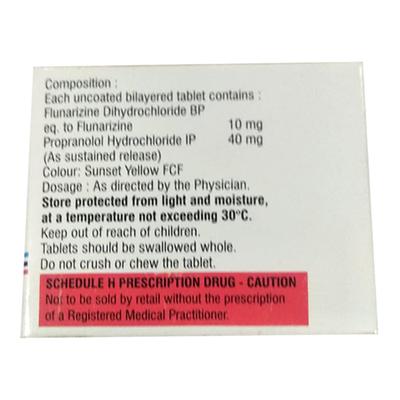 Composition :
Each uncoated bilayered tablet contains :
Flunarizine Dihydrochloride BP
eq. to Flunarizine 10 mg
Propranolol Hydrochloride IP 40 mg
(As sustained release)
Colour: Sunset Yellow FCF
Dosage : As directed by the Physician.
Store protected from light and moisture,
at a temperature not exceeding 30°C.
Keep out of reach of children.
Tablets should be swallowed whole.
Do not crush or chew the tablet.
SCHEDULE H PRESCRIPTION DRUG - CAUTION
Not to be sold by retail without the prescription
of a Registered Medical Practitioner.